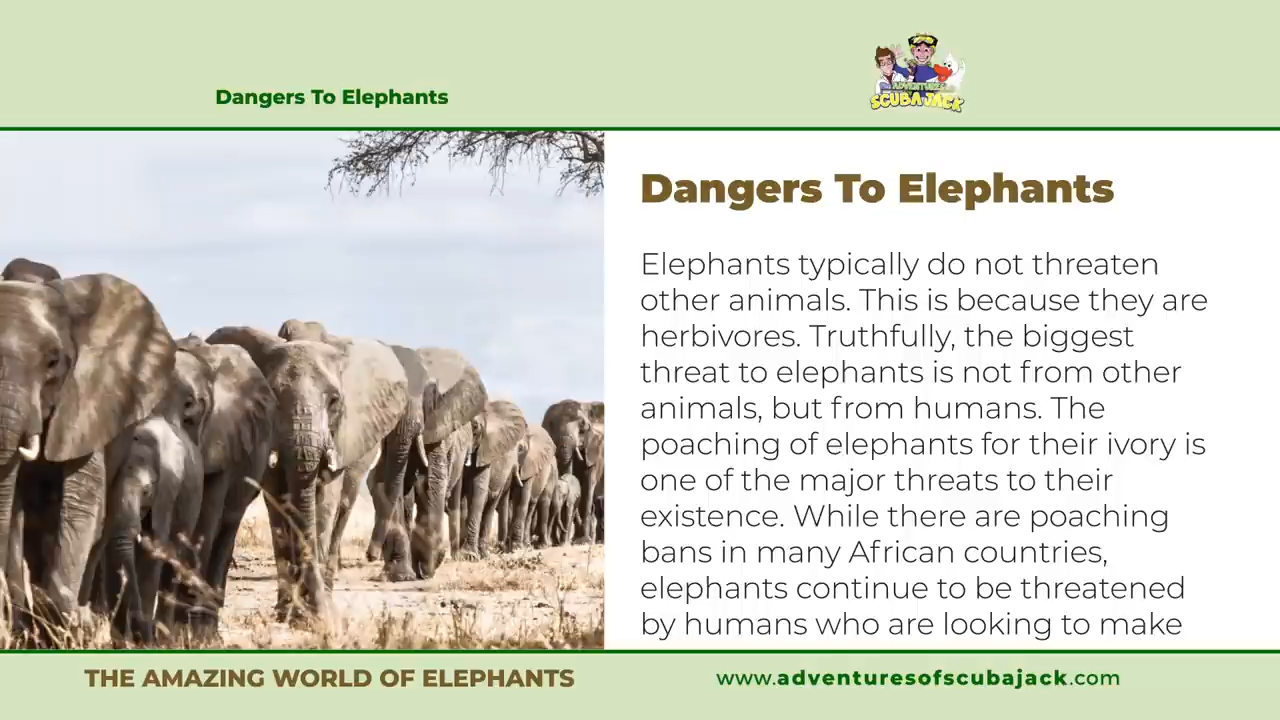 Dangers To Elephants
ADVENTURES
SCUBA JACK
Dangers To Elephants
Elephants typically do not threaten
other animals. This is because they are
herbivores. Truthfully, the biggest
threat to elephants is not from other
animals, but from humans. The
poaching of elephants for their ivory is
one of the major threats to their
existence. While there are poaching
bans in many African countries,
elephants continue to be threatened
by humans who are looking to make
THE AMAZING WORLD OF ELEPHANTS
www.adventuresofscubajack.com